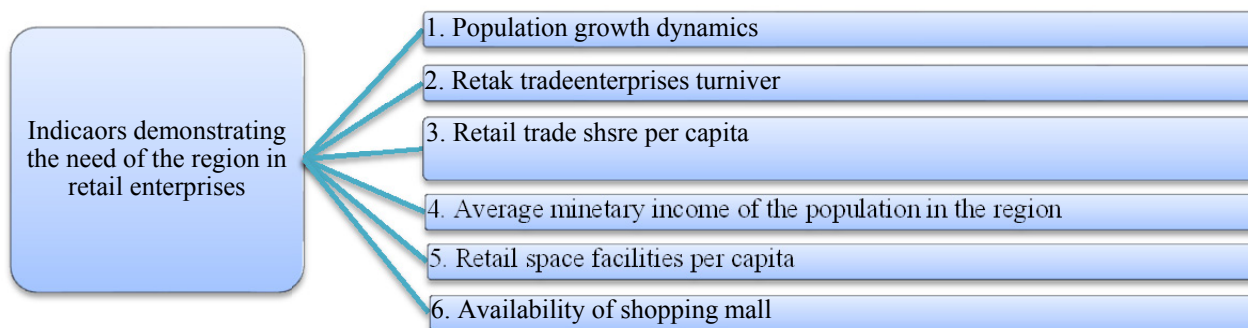 Indicaors demonstrating
the need of the region in
retail enterprises
1. Population growth dynamics
2. Retak tradeenterprises turniver
3. Retail trade shsre per capita
4. Average minetary income of the population in the region
5. Retail space facilities per capita
6. Availability of shopping mall